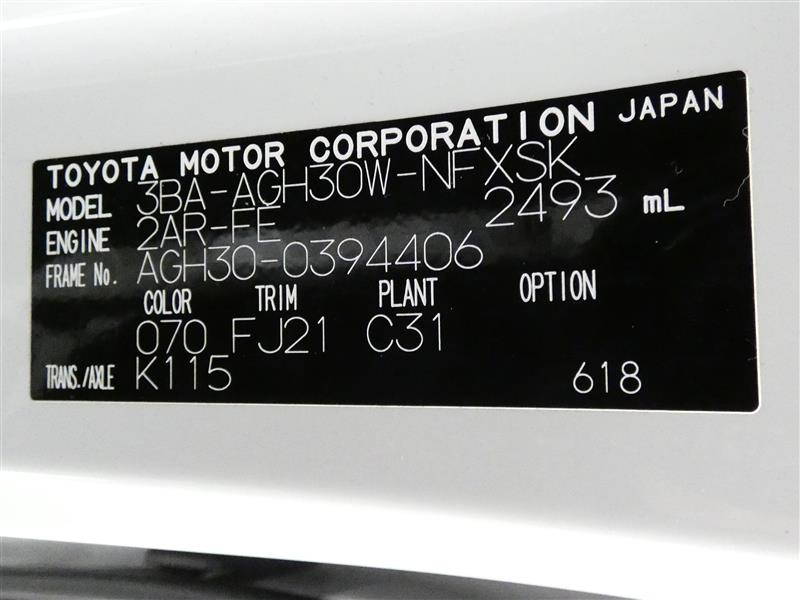 TOYOTA MOTOR CORPORATION JAPAN
MODEL 3BA-AGH30W-NFXSK
ENGINE 2AR-FE 2493 mL
FRAME No. AGH30-0394406
COLOR TRIM PLANT OPTION
070 FJ21 C31
TRANS./AXLE K115 618